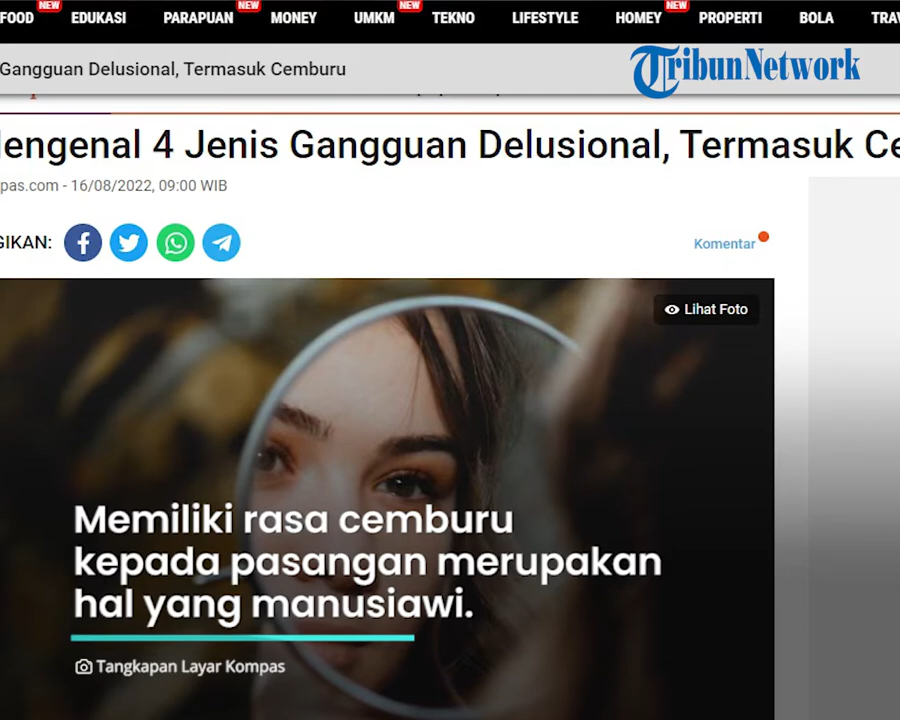 FOOD NEW EDUKASI PARAPUAN NEW MONEY UMKM NEW TEKNO LIFESTYLE HOMEY NEW PROPERTI BOLA TRAV
Gangguan Delusional, Termasuk Cemburu
TribunNetwork
engenal 4 Jenis Gangguan Delusional, Termasuk Ce
pas.com - 16/08/2022, 09:00 WIB
GIKAN:
Komentar
Lihat Foto
Memiliki rasa cemburu
kepada pasangan merupakan
hal yang manusiawi.
Tangkapan Layar Kompas